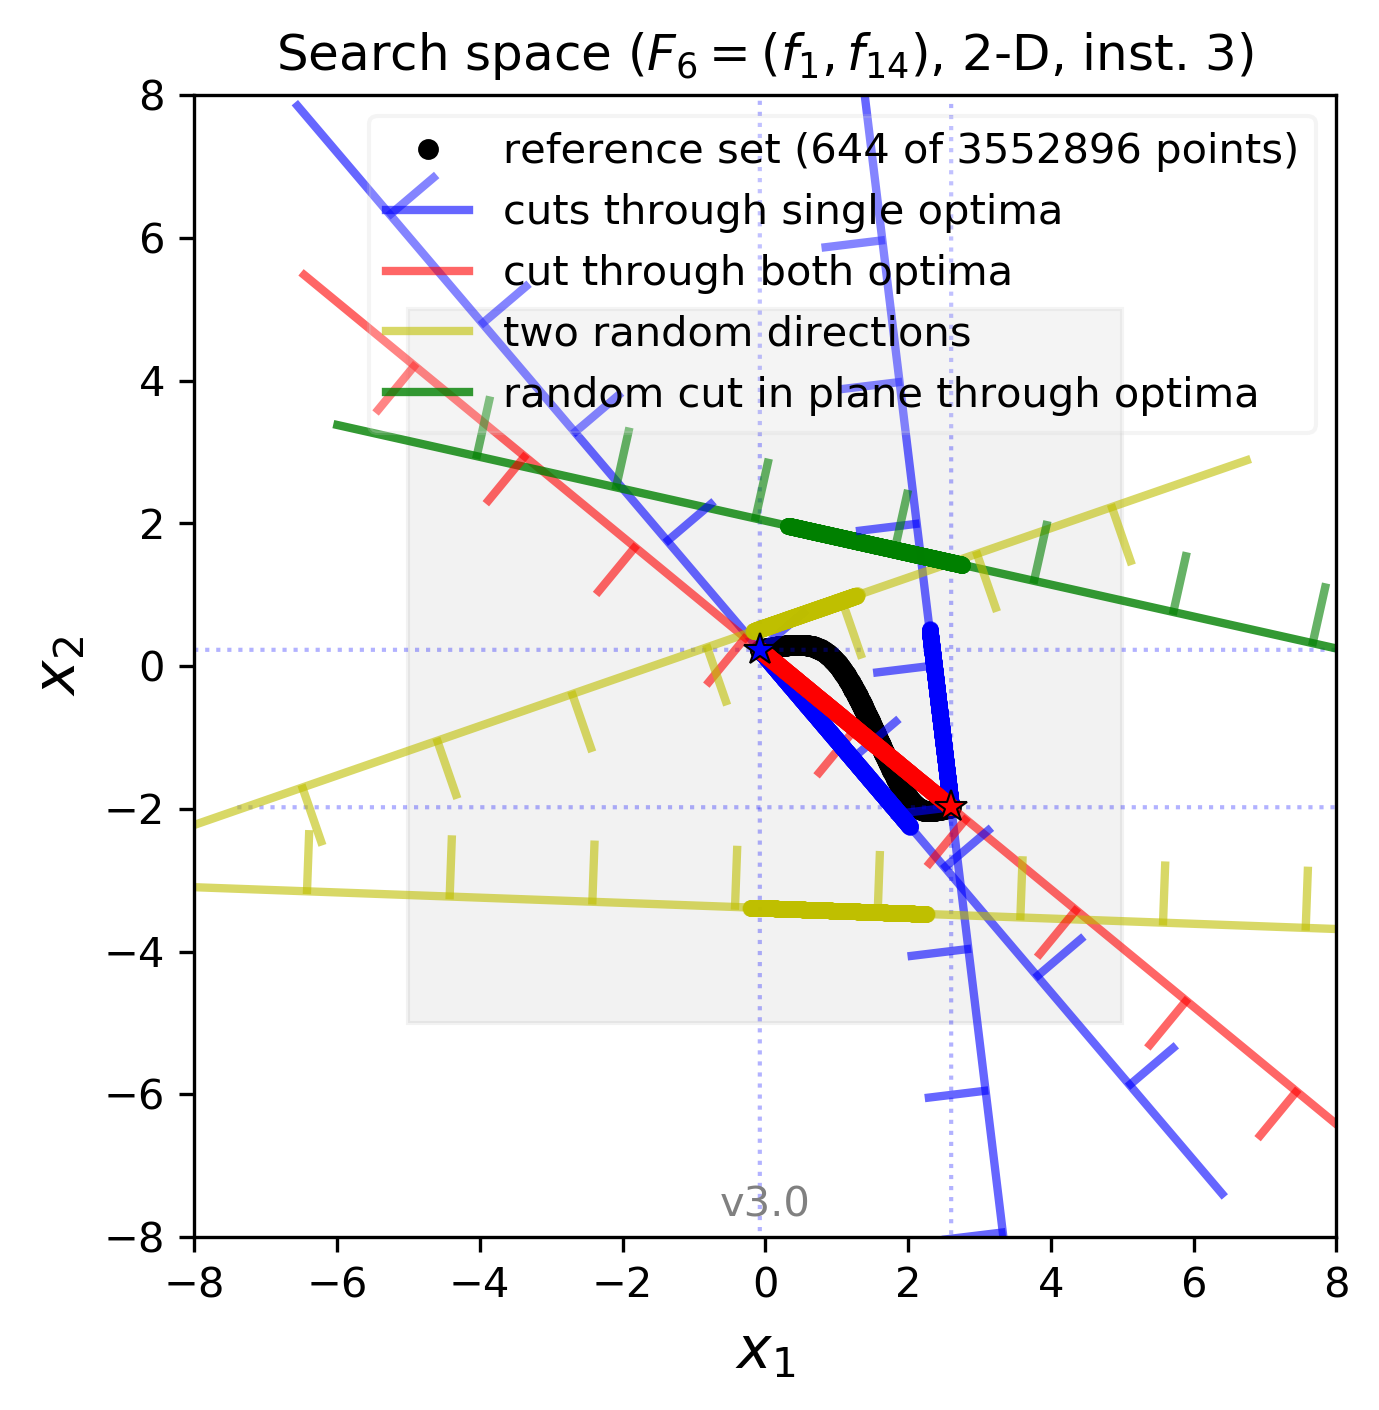 Search space (F₆ = (f₁, f₁₄), 2-D, inst. 3)
reference set (644 of 3552896 points)
cuts through single optima
cut through both optima
two random directions
random cut in plane through optima
8
6
4
2
0
−2
−4
−6
−8
x₂
v3.0
−8 −6 −4 −2 0 2 4 6 8
x₁